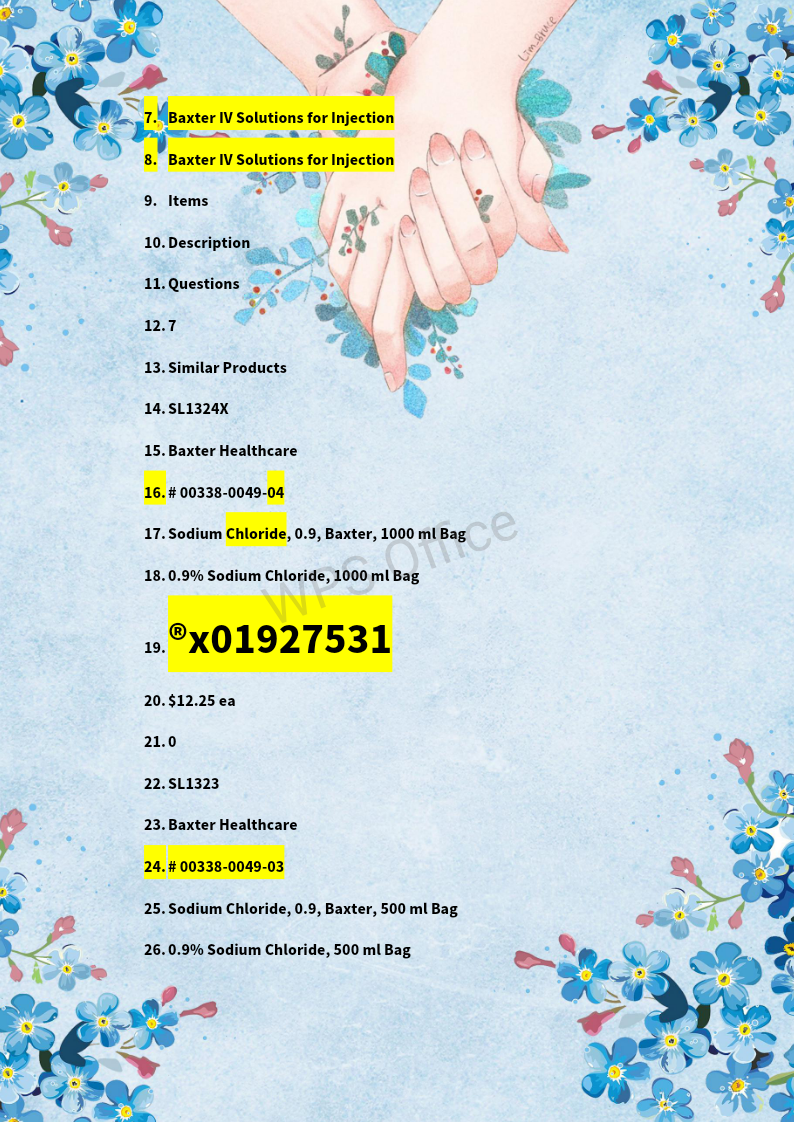 Lim.Bruce
7. Baxter IV Solutions for Injection
8. Baxter IV Solutions for Injection
9. Items
10. Description
11. Questions
12. 7
13. Similar Products
14. SL1324X
15. Baxter Healthcare
16. # 00338-0049-04
17. Sodium Chloride, 0.9, Baxter, 1000 ml Bag
18. 0.9% Sodium Chloride, 1000 ml Bag
WPS Office
19. ®x01927531
20. $12.25 ea
21. 0
22. SL1323
23. Baxter Healthcare
24. # 00338-0049-03
25. Sodium Chloride, 0.9, Baxter, 500 ml Bag
26. 0.9% Sodium Chloride, 500 ml Bag